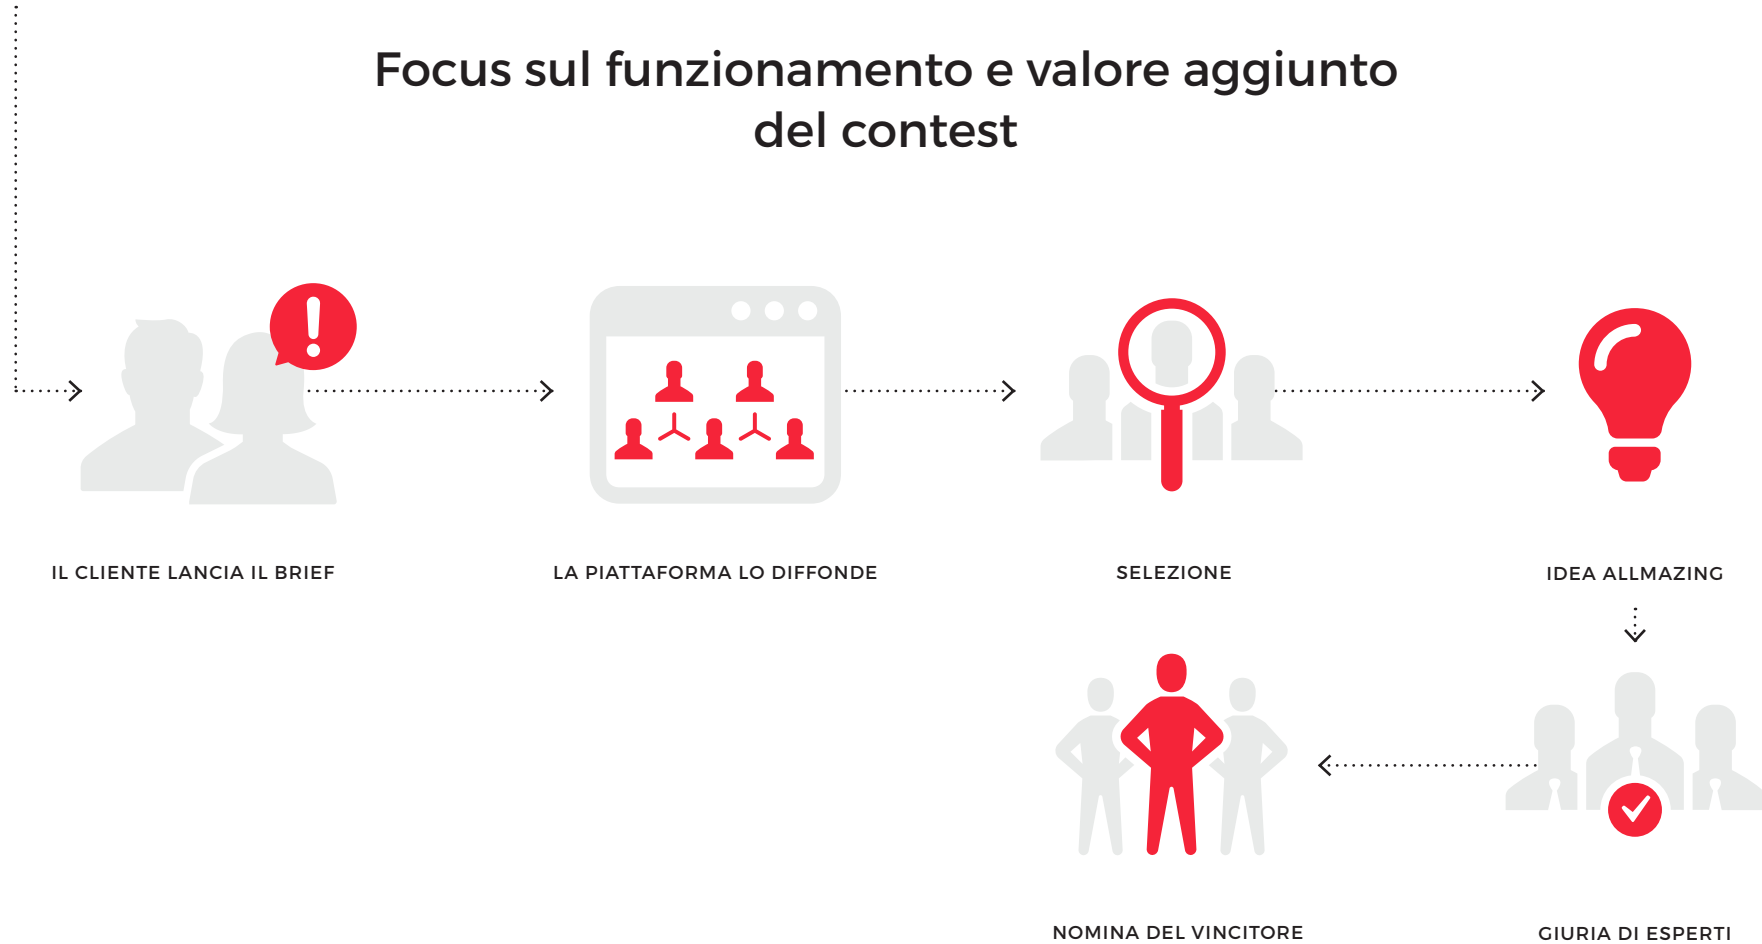 Focus sul funzionamento e valore aggiunto
del contest
IL CLIENTE LANCIA IL BRIEF
LA PIATTAFORMA LO DIFFONDE
SELEZIONE
IDEA ALLMAZING
NOMINA DEL VINCITORE
GIURIA DI ESPERTI